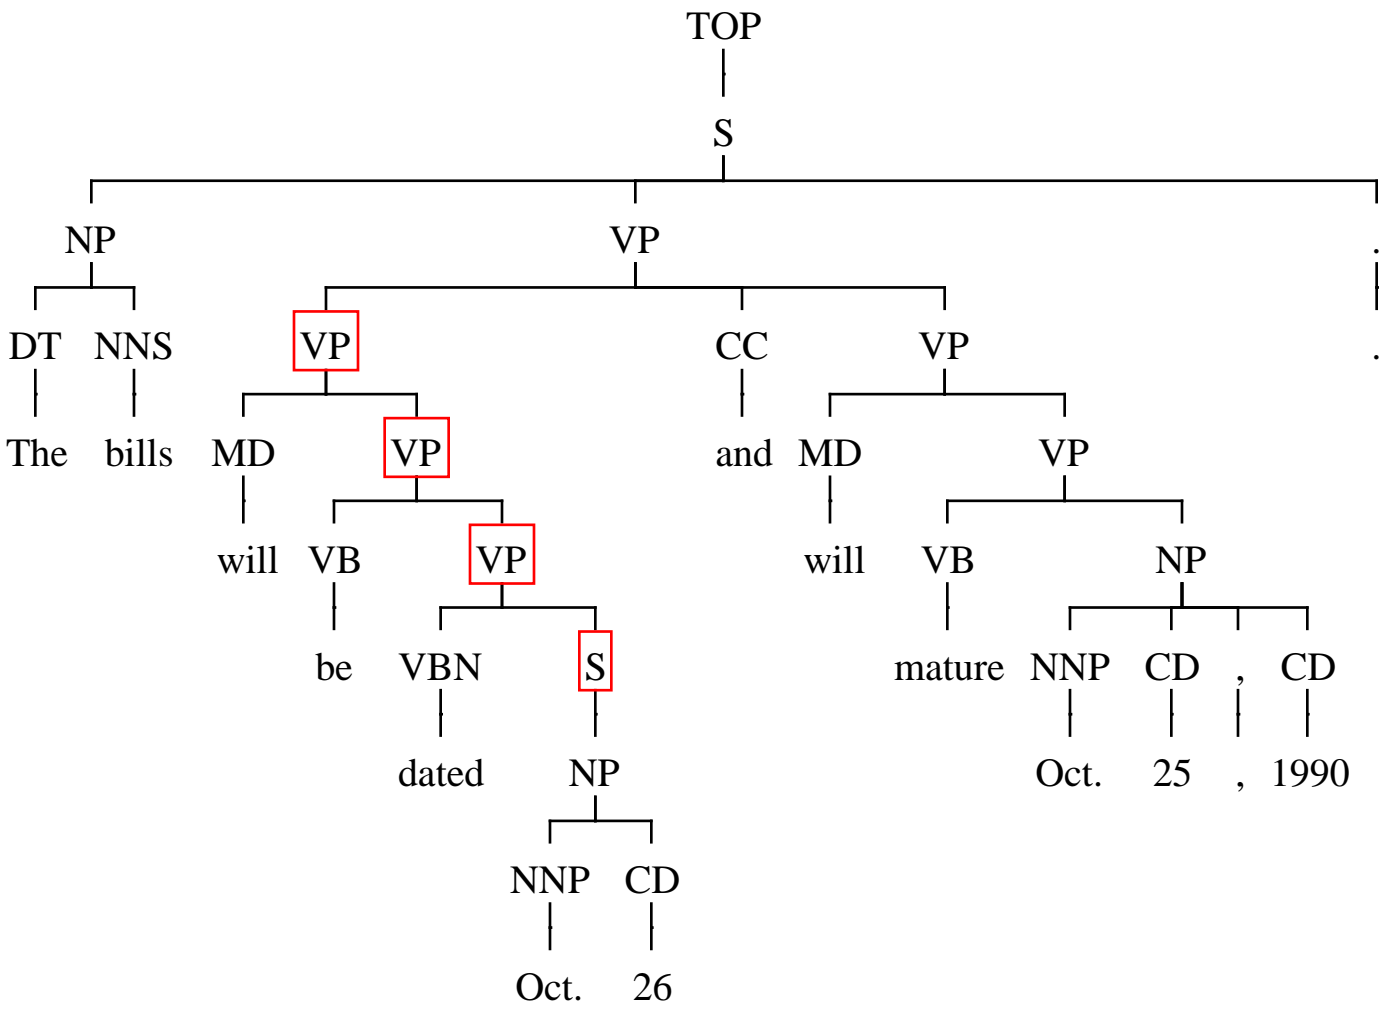 TOP
S
NP VP .
DT NNS VP CC VP .
The bills MD VP and MD VP
will VB VP will VB NP
be VBN S mature NNP CD , CD
dated NP Oct. 25 , 1990
NNP CD
Oct. 26